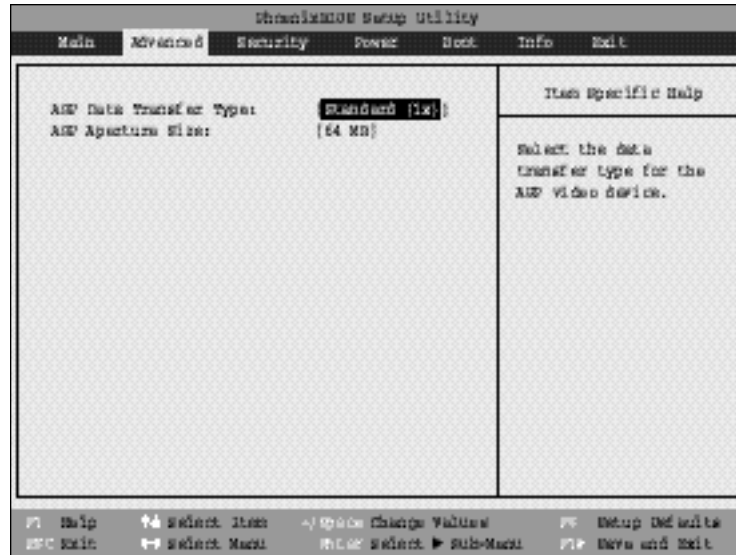 PhoenixBIOS Setup Utility
Main Advanced Security Power Boot Info Exit
Item Specific Help
AGP Data Transfer Type: [Standard (1x)]
AGP Aperture Size: [64 MB]
Select the data
transfer type for the
AGP video device.
F1 Help Select Item -/Space Change Values Setup Defaults
ESC Exit Select Menu Enter Select ▶ Sub-Menu F10 Save and Exit